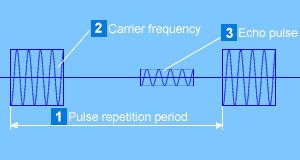 2 Carrier frequency
3 Echo pulse
1 Pulse repetition period